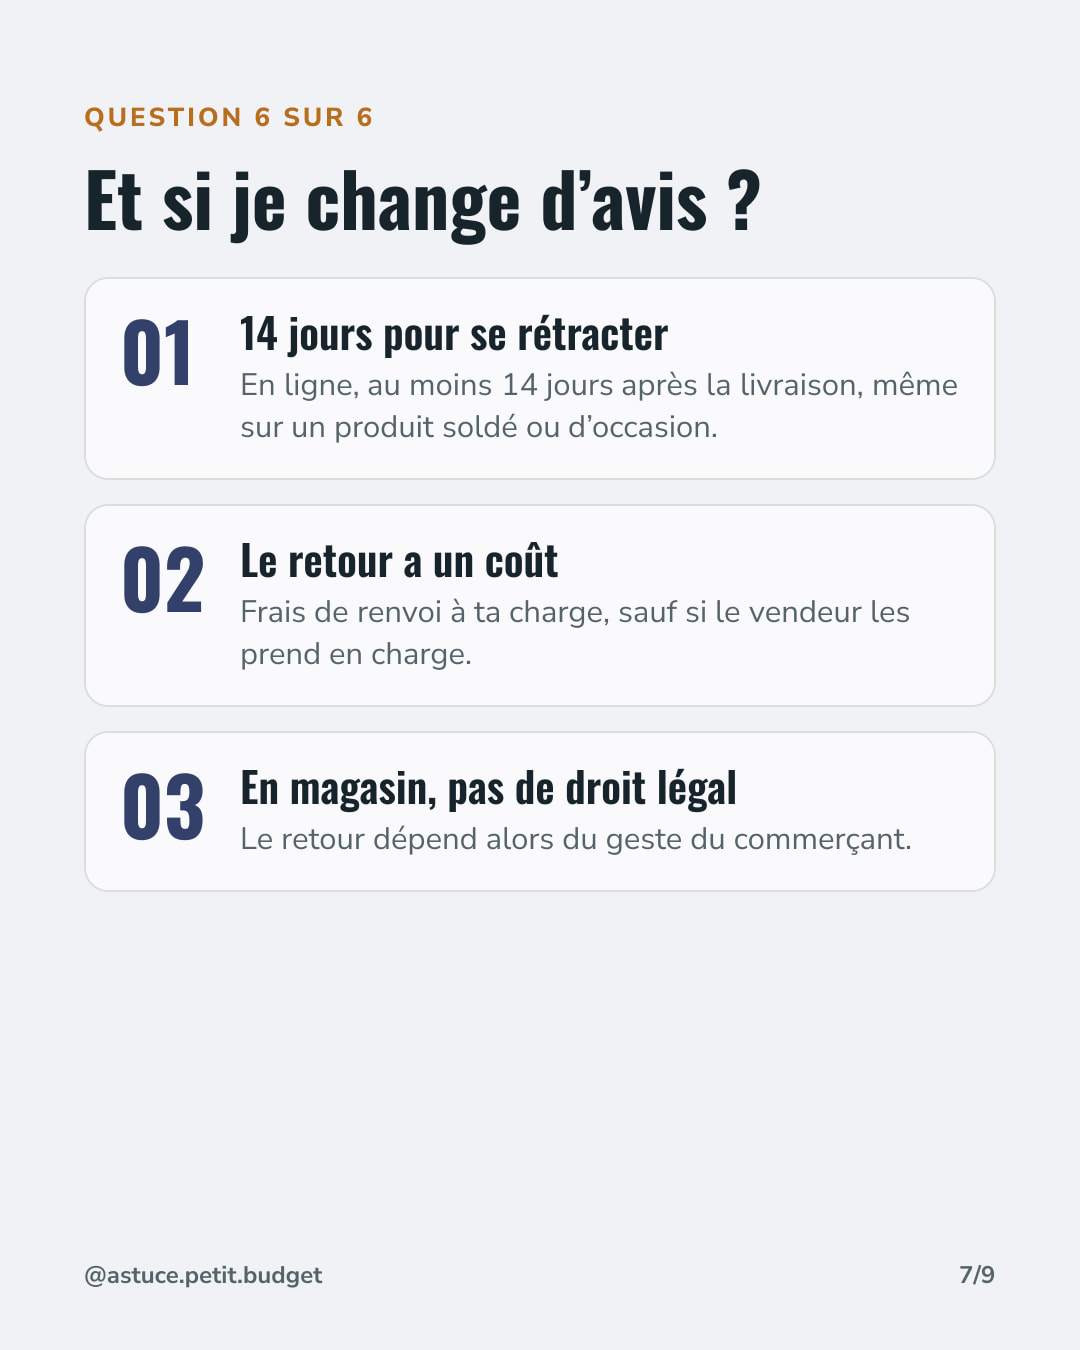 QUESTION 6 SUR 6
Et si je change d’avis ?
01
14 jours pour se rétracter
En ligne, au moins 14 jours après la livraison, même
sur un produit soldé ou d’occasion.
02
Le retour a un coût
Frais de renvoi à ta charge, sauf si le vendeur les
prend en charge.
03
En magasin, pas de droit légal
Le retour dépend alors du geste du commerçant.
@astuce.petit.budget
7/9